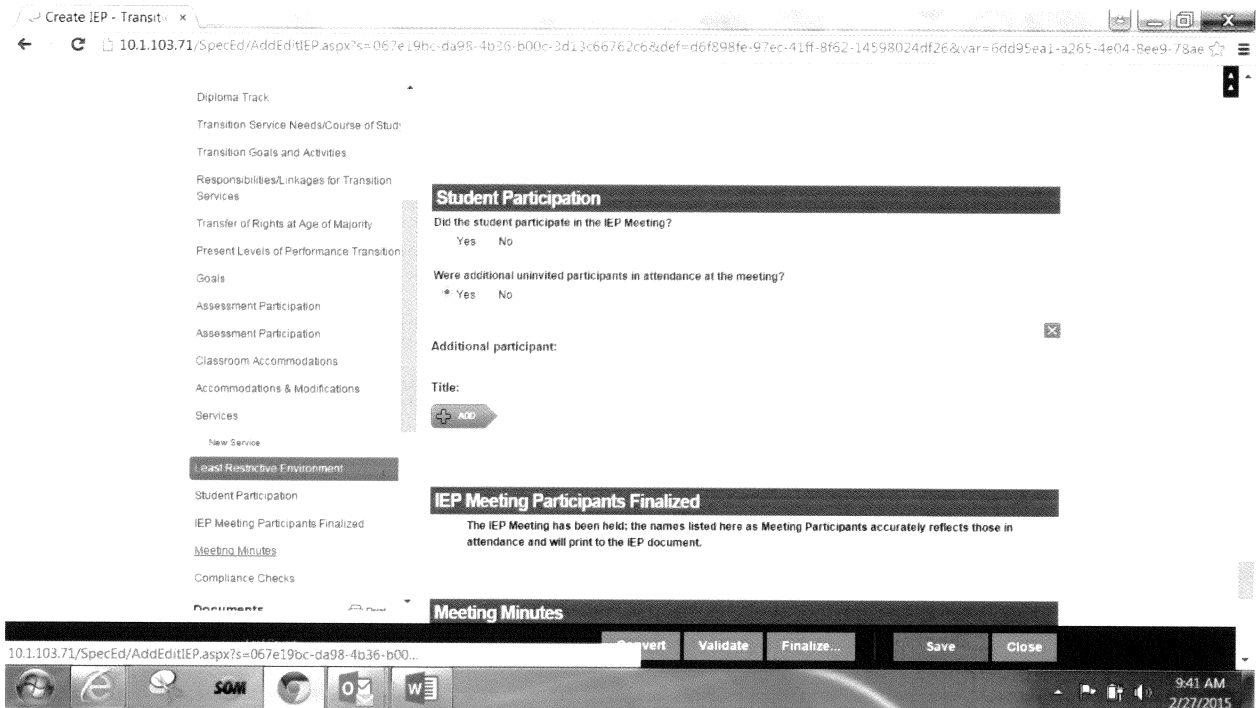 Create IEP - Transiti
10.1.103.71/SpecEd/AddEditIEP.aspx?s=067e19bc-da98-4b36-b00c-3d13c66762c6&def=d6f898fe-97ec-41ff-8f62-14598024df26&var=6dd95ea1-a265-4e04-8ee9-78ae
Diploma Track
Transition Service Needs/Course of Study
Transition Goals and Activities
Responsibilities/Linkages for Transition
Services
Transfer of Rights at Age of Majority
Present Levels of Performance Transition
Goals
Assessment Participation
Assessment Participation
Classroom Accommodations
Accommodations & Modifications
Services
New Service
Least Restrictive Environment
Student Participation
IEP Meeting Participants Finalized
Meeting Minutes
Compliance Checks
Documents
Print
Student Participation
Did the student participate in the IEP Meeting?
Yes No
Were additional uninvited participants in attendance at the meeting?
Yes No
Additional participant:
Title:
ADD
IEP Meeting Participants Finalized
The IEP Meeting has been held; the names listed here as Meeting Participants accurately reflects those in
attendance and will print to the IEP document.
Meeting Minutes
Validate Finalize... Save Close
10.1.103.71/SpecEd/AddEditIEP.aspx?s=067e19bc-da98-4b36-b00...
SOM
9:41 AM
2/27/2015